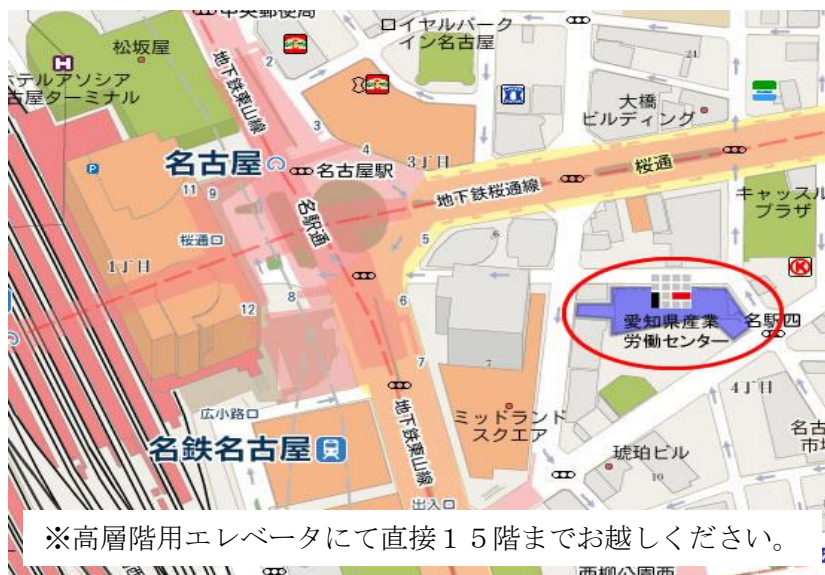 中央郵便局
ロイヤルパーク
イン名古屋
松坂屋
2
21
ホテルアソシア
名古屋ターミナル
地下鉄東山線
大橋
ビルディング
3
4
3丁目
名古屋
名古屋駅
桜通
P
11
9
地下鉄桜通線
キャッスル
プラザ
名駅通
桜通口
5
6
1丁目
K
8
6
12
愛知県産業
労働センター
名駅四
7
7
4丁目
広小路口
地下鉄東山線
ミッドランド
スクエア
名鉄名古屋
琥珀ビル
10
出入口
※高層階用エレベータにて直接15階までお越しください。